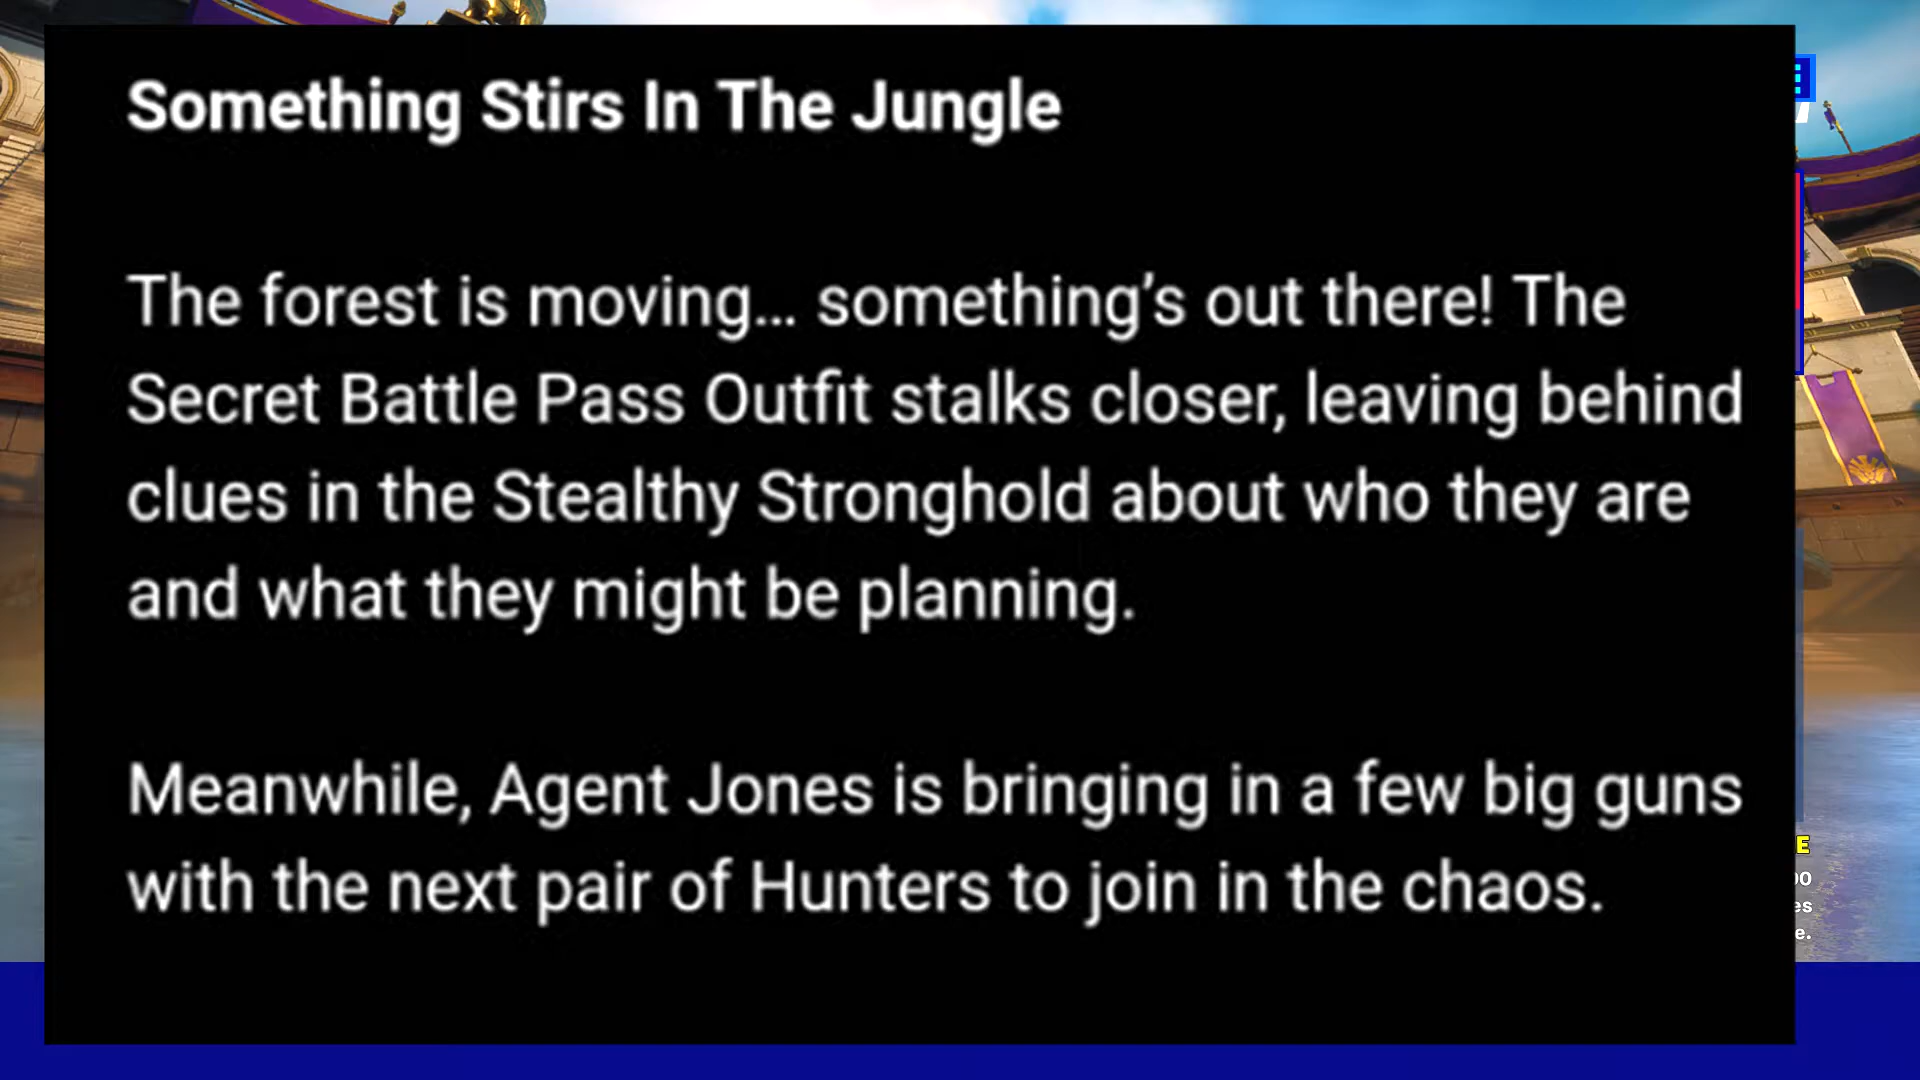 Something Stirs In The Jungle
The forest is moving... something’s out there! The
Secret Battle Pass Outfit stalks closer, leaving behind
clues in the Stealthy Stronghold about who they are
and what they might be planning.
Meanwhile, Agent Jones is bringing in a few big guns
with the next pair of Hunters to join in the chaos.
E
es
e.